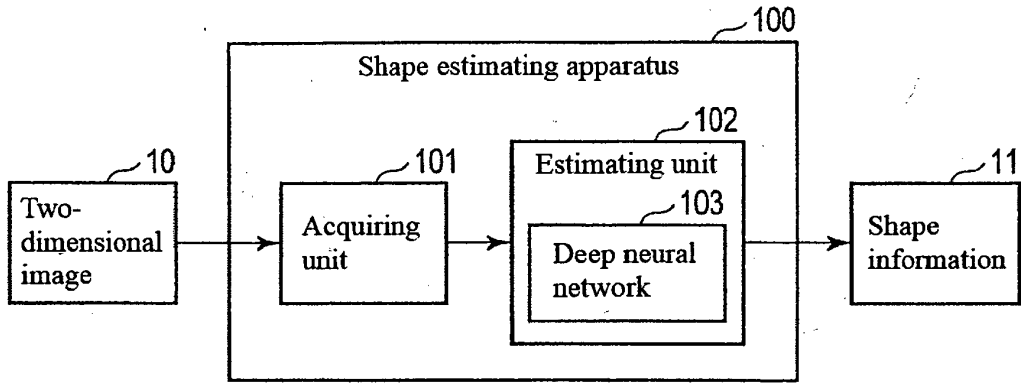 100
Shape estimating apparatus
102
10
101
Estimating unit
11
103
Two-
dimensional
image
Acquiring
unit
Deep neural
network
Shape
information